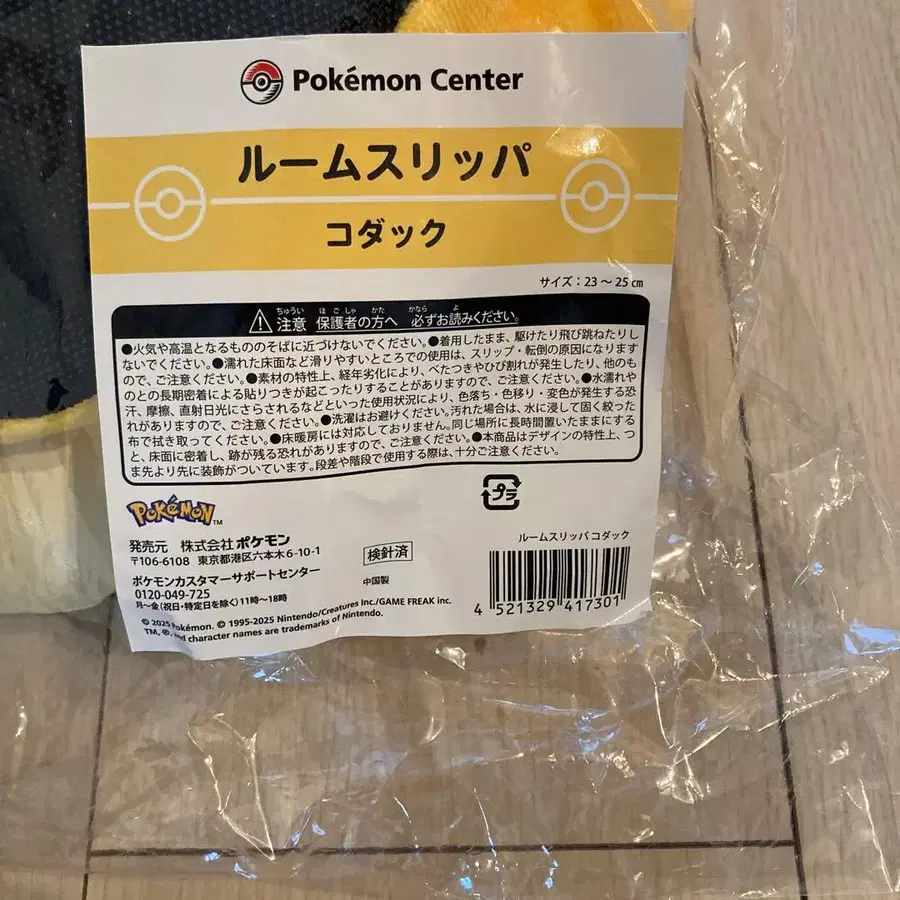 Pokémon Center
ルームスリッパ
コダック
サイズ：23～25㎝
注意 保護者の方へ 必ずお読みください。
●火気や高温となるもののそばに近づけないでください。●着用したまま、駆けたり飛び跳ねたりし
ないでください。●濡れた床面など滑りやすいところでの使用は、スリップ・転倒の原因になります
ので、ご注意ください。●素材の特性上、経年劣化により、べたつきやひび割れが発生したり、他のも
のとの長期密着による貼りつきが起こったりすることがありますので、ご注意ください。●水濡れや
汗、摩擦、直射日光にさらされるなどといった使用状況により、色落ち・色移り・変色が発生する恐
れがありますので、ご注意ください。●洗濯はお避けください。汚れた場合は、水に浸して固く絞った
布で拭き取ってください。●床暖房には対応しておりません。同じ場所に長時間置いたままにする
と、床面に密着し、跡が残る恐れがありますので、ご注意ください。●本商品はデザインの特性上、つ
ま先より先に装飾がついています。段差や階段で使用する際は、十分ご注意ください。
プラ
POKéMON™
発売元 株式会社ポケモン
〒106-6108 東京都港区六本木6-10-1
ポケモンカスタマーサポートセンター
0120-049-725
月～金（祝日・特定日を除く）11時～18時
検針済
中国製
ルームスリッパ コダック
4 521329 417301
© 2025 Pokémon. © 1995-2025 Nintendo/Creatures Inc./GAME FREAK inc.
TM, ®, and character names are trademarks of Nintendo.